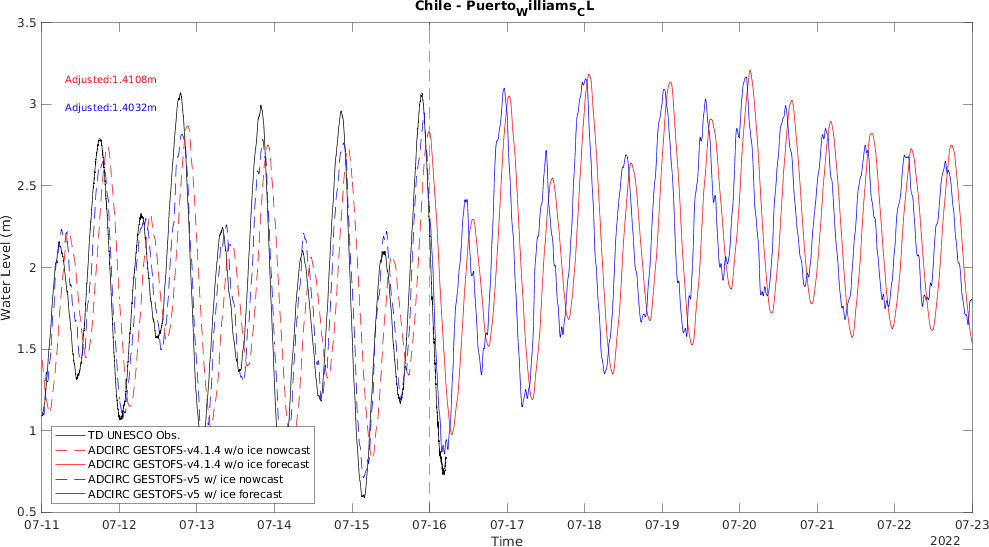 Chile - PuertoWilliamsCL
3.5
3
2.5
2
1.5
1
0.5
Water Level (m)
Adjusted:1.4108m
Adjusted:1.4032m
TD UNESCO Obs.
ADCIRC GESTOFS-v4.1.4 w/o ice nowcast
ADCIRC GESTOFS-v4.1.4 w/o ice forecast
ADCIRC GESTOFS-v5 w/ ice nowcast
ADCIRC GESTOFS-v5 w/ ice forecast
07-11 07-12 07-13 07-14 07-15 07-16 07-17 07-18 07-19 07-20 07-21 07-22 07-23
Time
2022